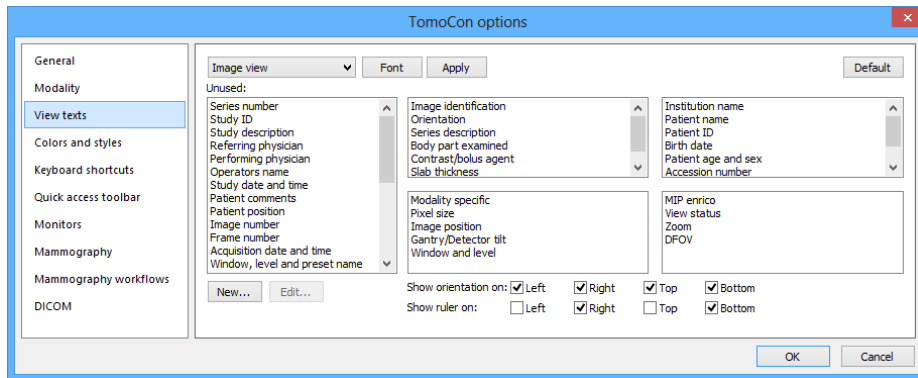 TomoCon options
General
Modality
View texts
Colors and styles
Keyboard shortcuts
Quick access toolbar
Monitors
Mammography
Mammography workflows
DICOM
Image view
Font
Apply
Default
Unused:
Series number
Study ID
Study description
Referring physician
Performing physician
Operators name
Study date and time
Patient comments
Patient position
Image number
Frame number
Acquisition date and time
Window, level and preset name
New...
Edit...
Image identification
Orientation
Series description
Body part examined
Contrast/bolus agent
Slab thickness
Institution name
Patient name
Patient ID
Birth date
Patient age and sex
Accession number
Modality specific
Pixel size
Image position
Gantry/Detector tilt
Window and level
MIP enrico
View status
Zoom
DFOV
Show orientation on: Left Right Top Bottom
Show ruler on: Left Right Top Bottom
OK
Cancel